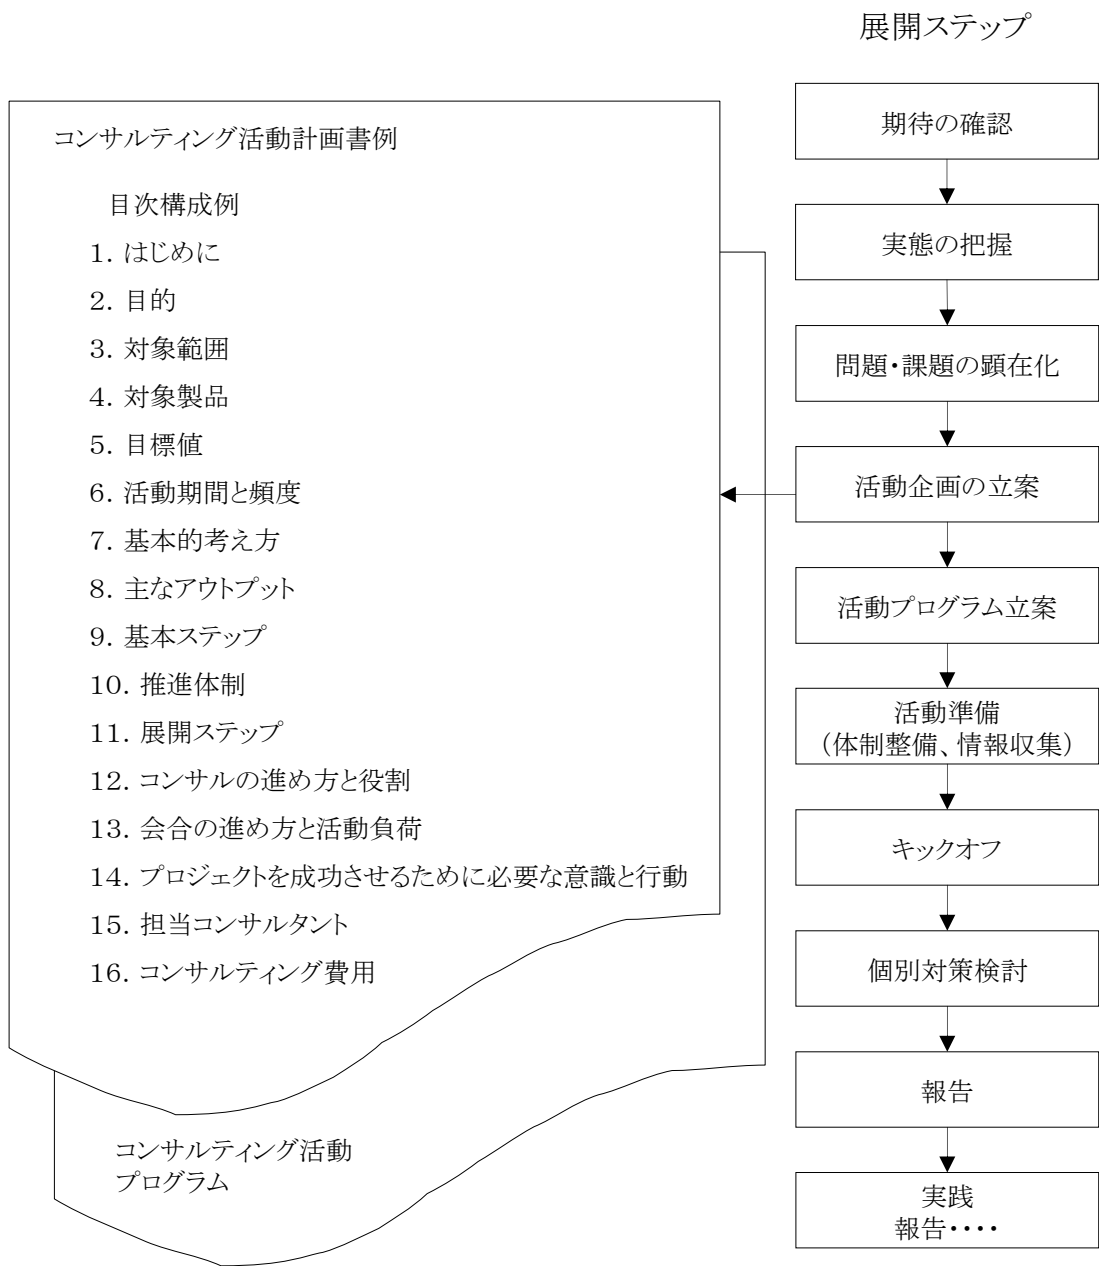 展開ステップ
コンサルティング活動計画書例
目次構成例
1. はじめに
2. 目的
3. 対象範囲
4. 対象製品
5. 目標値
6. 活動期間と頻度
7. 基本的考え方
8. 主なアウトプット
9. 基本ステップ
10. 推進体制
11. 展開ステップ
12. コンサルの進め方と役割
13. 会合の進め方と活動負荷
14. プロジェクトを成功させるために必要な意識と行動
15. 担当コンサルタント
16. コンサルティング費用
コンサルティング活動
プログラム
期待の確認
実態の把握
問題・課題の顕在化
活動企画の立案
活動プログラム立案
活動準備
（体制整備、情報収集）
キックオフ
個別対策検討
報告
実践
報告・・・・